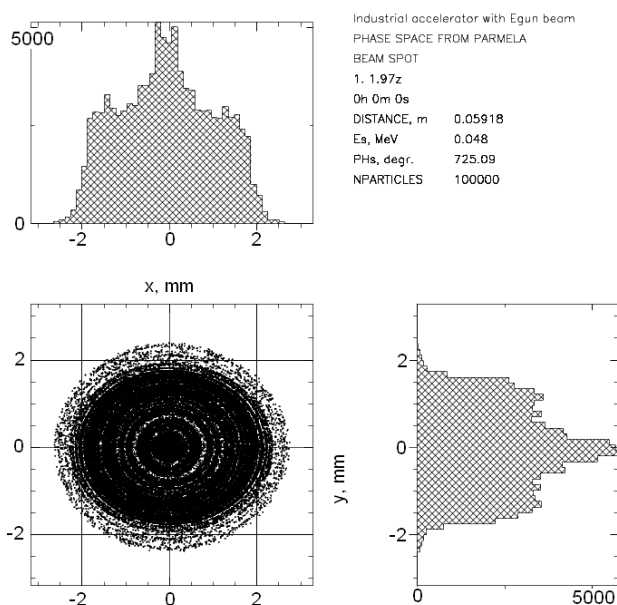 Industrial accelerator with Egun beam
PHASE SPACE FROM PARMELA
BEAM SPOT
1. 1.97z
0h 0m 0s
DISTANCE, m 0.05918
Es, MeV 0.048
PHs, degr. 725.09
NPARTICLES 100000
5000
0
-2 0 2
x, mm
2
0
-2
-2 0 2
y, mm
2
0
-2
0 5000